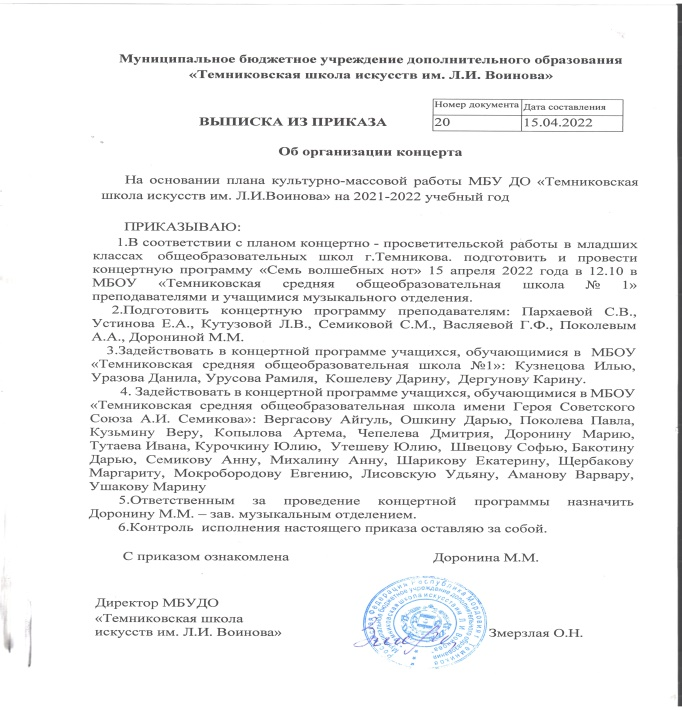 Муниципальное бюджетное учреждение дополнительного образования
«Темниковская школа искусств им. Л.И. Воинова»
Номер документа Дата составления
ВЫПИСКА ИЗ ПРИКАЗА 20 15.04.2022
Об организации концерта
На основании плана культурно-массовой работы МБУ ДО «Темниковская
школа искусств им. Л.И.Воинова» на 2021-2022 учебный год
ПРИКАЗЫВАЮ:
1.В соответствии с планом концертно - просветительской работы в младших
классах общеобразовательных школ г.Темникова. подготовить и провести
концертную программу «Семь волшебных нот» 15 апреля 2022 года в 12.10 в
МБОУ «Темниковская средняя общеобразовательная школа № 1»
преподавателями и учащимися музыкального отделения.
2.Подготовить концертную программу преподавателям: Пархаевой С.В.,
Устинова Е.А., Кутузовой Л.В., Семиковой С.М., Васляевой Г.Ф., Поколевым
А.А., Дорониной М.М.
3.Задействовать в концертной программе учащихся, обучающимися в МБОУ
«Темниковская средняя общеобразовательная школа №1»: Кузнецова Илью,
Уразова Данила, Урусова Рамиля, Кошелеву Дарину, Дергунову Карину.
4. Задействовать в концертной программе учащихся, обучающимися в МБОУ
«Темниковская средняя общеобразовательная школа имени Героя Советского
Союза А.И. Семикова»: Вергасову Айгуль, Ошкину Дарью, Поколева Павла,
Кузьмину Веру, Копылова Артема, Чепелева Дмитрия, Доронину Марию,
Тутаева Ивана, Курочкину Юлию, Утешеву Юлию, Швецову Софью, Бакотину
Дарью, Семикову Анну, Михалину Анну, Шарикову Екатерину, Щербакову
Маргариту, Мокробородову Евгению, Лисовскую Удьяну, Аманову Варвару,
Ушакову Марину
5.Ответственным за проведение концертной программы назначить
Доронину М.М. – зав. музыкальным отделением.
6.Контроль исполнения настоящего приказа оставляю за собой.
С приказом ознакомлена Доронина М.М.
Директор МБУДО
«Темниковская школа
искусств им. Л.И. Воинова» Змерзлая О.Н.